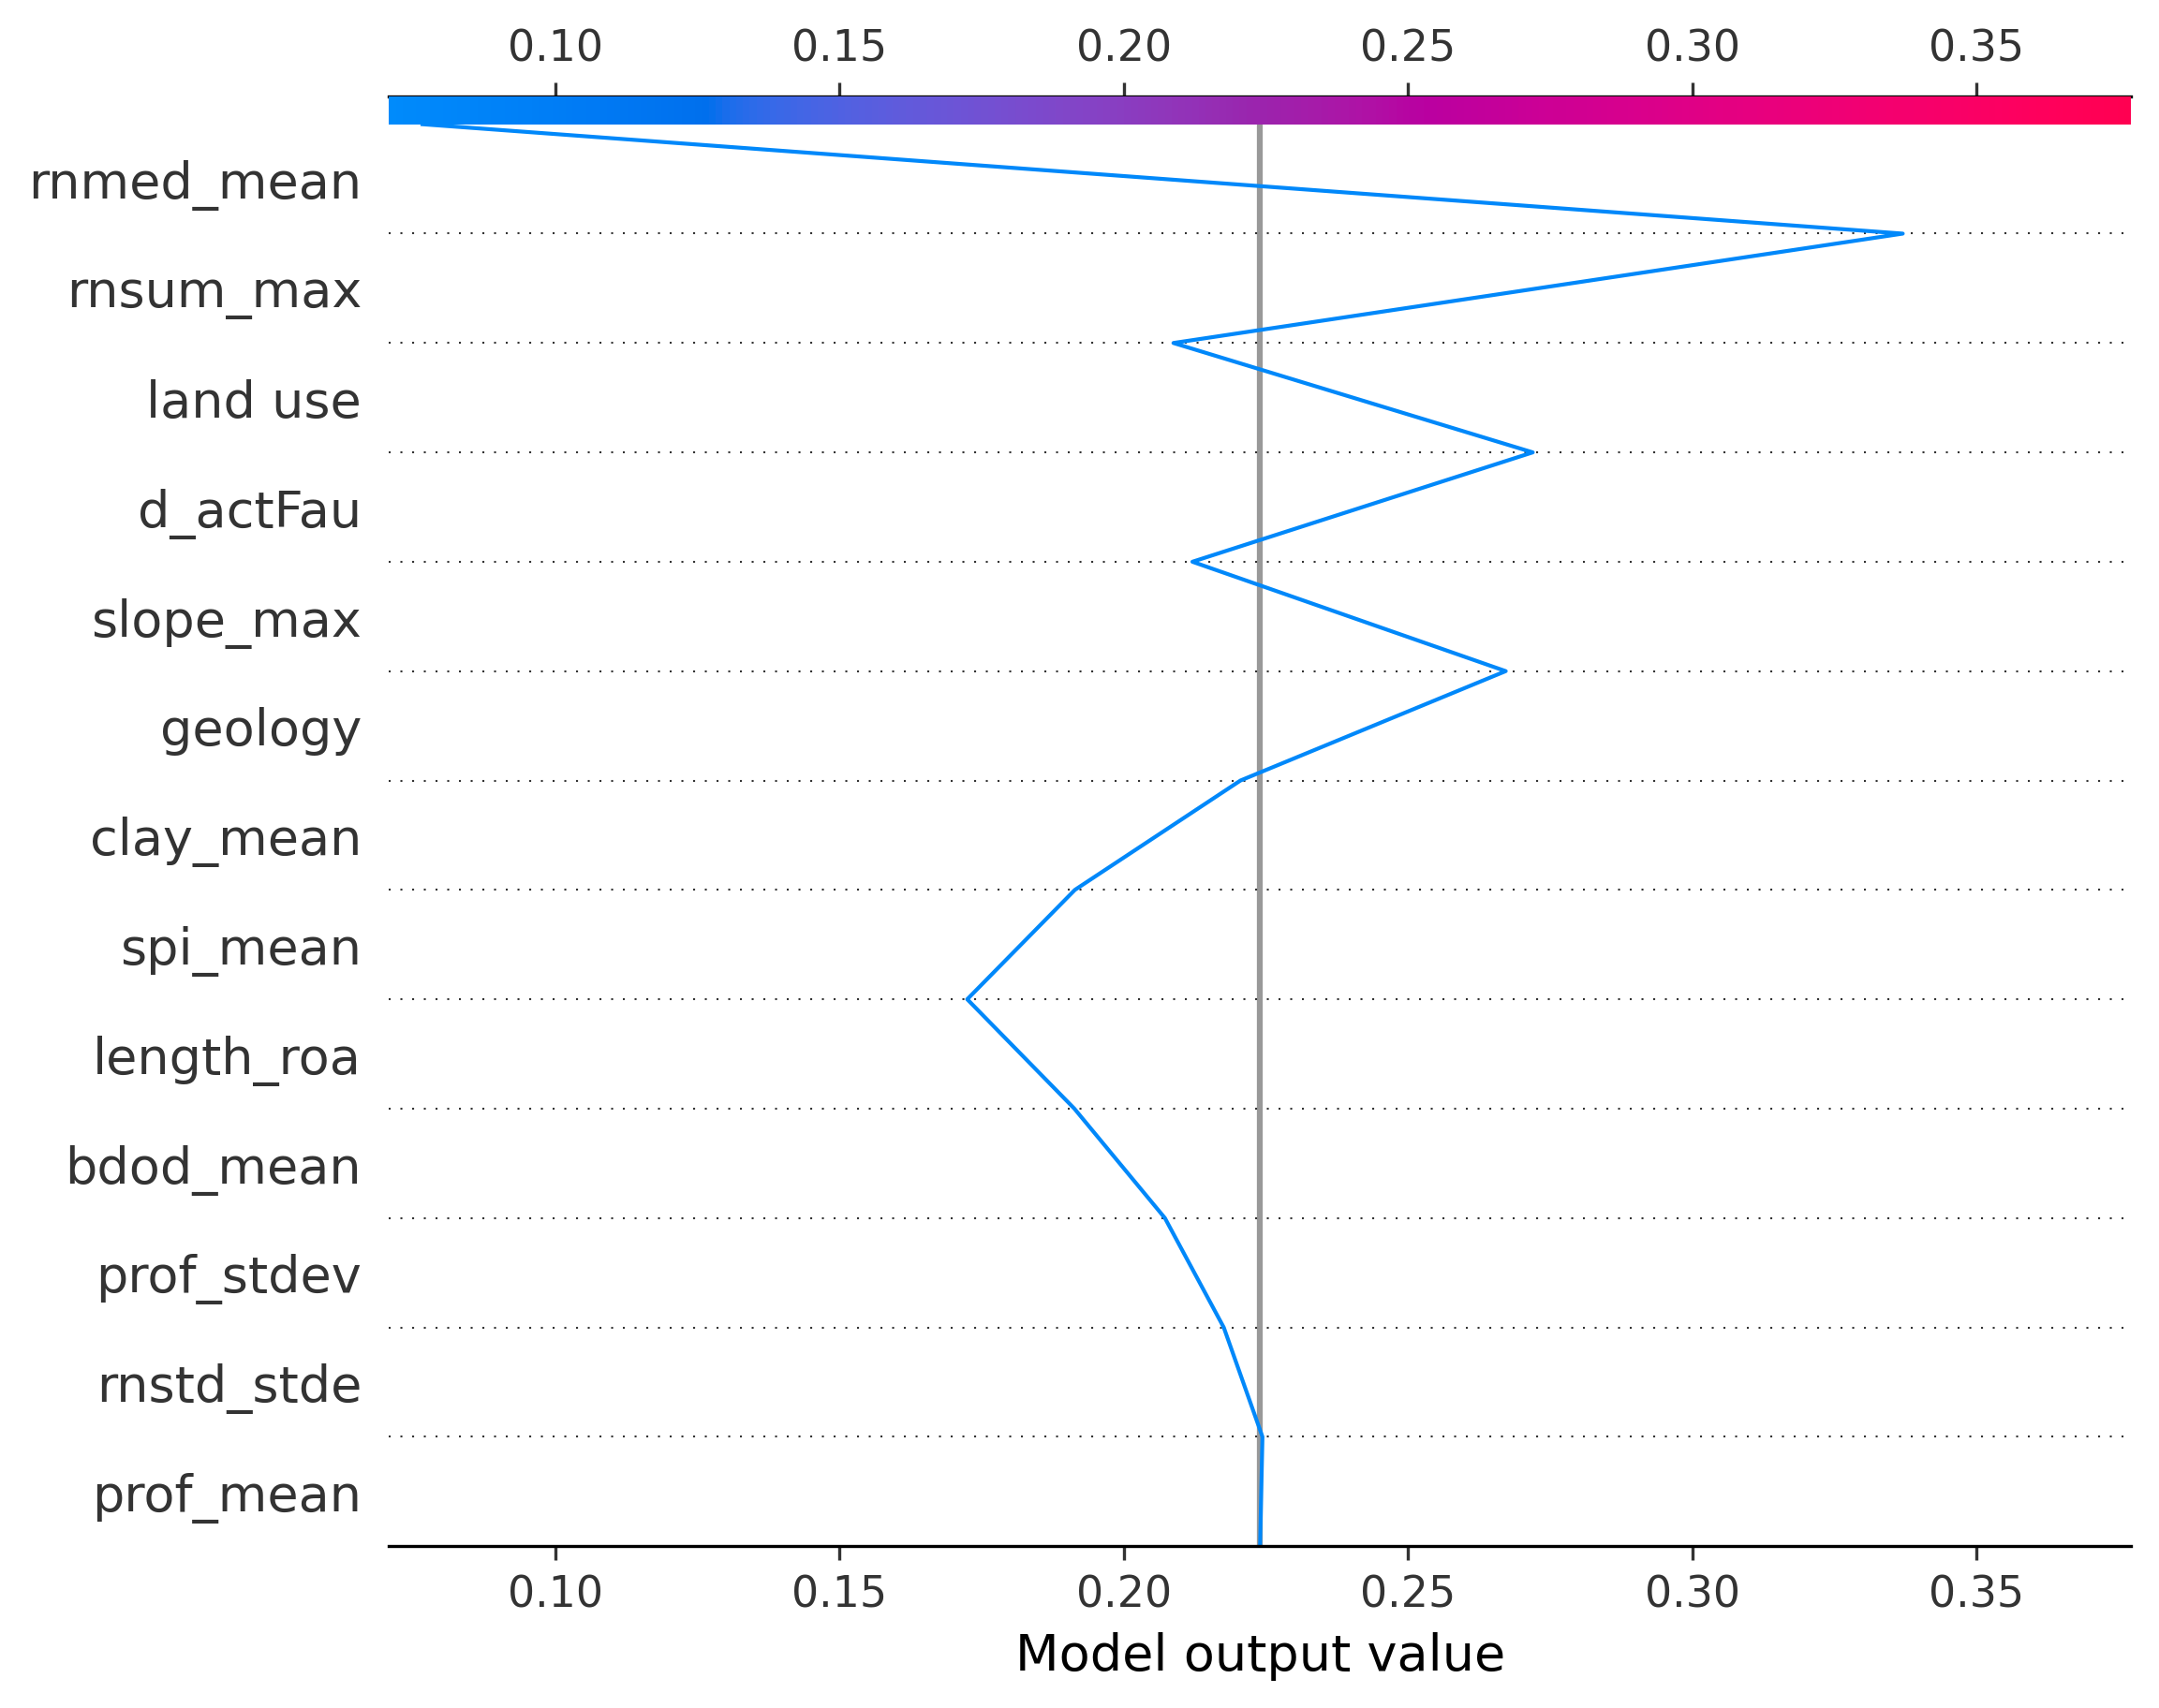 0.10 0.15 0.20 0.25 0.30 0.35
rnmed_mean
rnsum_max
land use
d_actFau
slope_max
geology
clay_mean
spi_mean
length_roa
bdod_mean
prof_stdev
rnstd_stde
prof_mean
0.10 0.15 0.20 0.25 0.30 0.35
Model output value